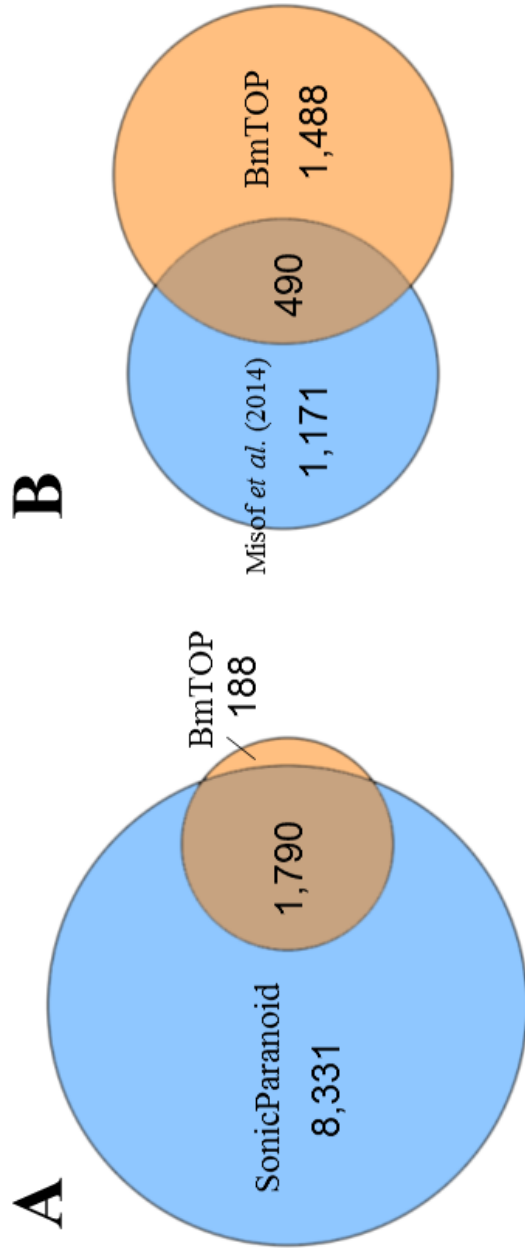 A
SonicParanoid
8,331
1,790
BmTOP
188
B
Misof et al. (2014)
1,171
490
BmTOP
1,488